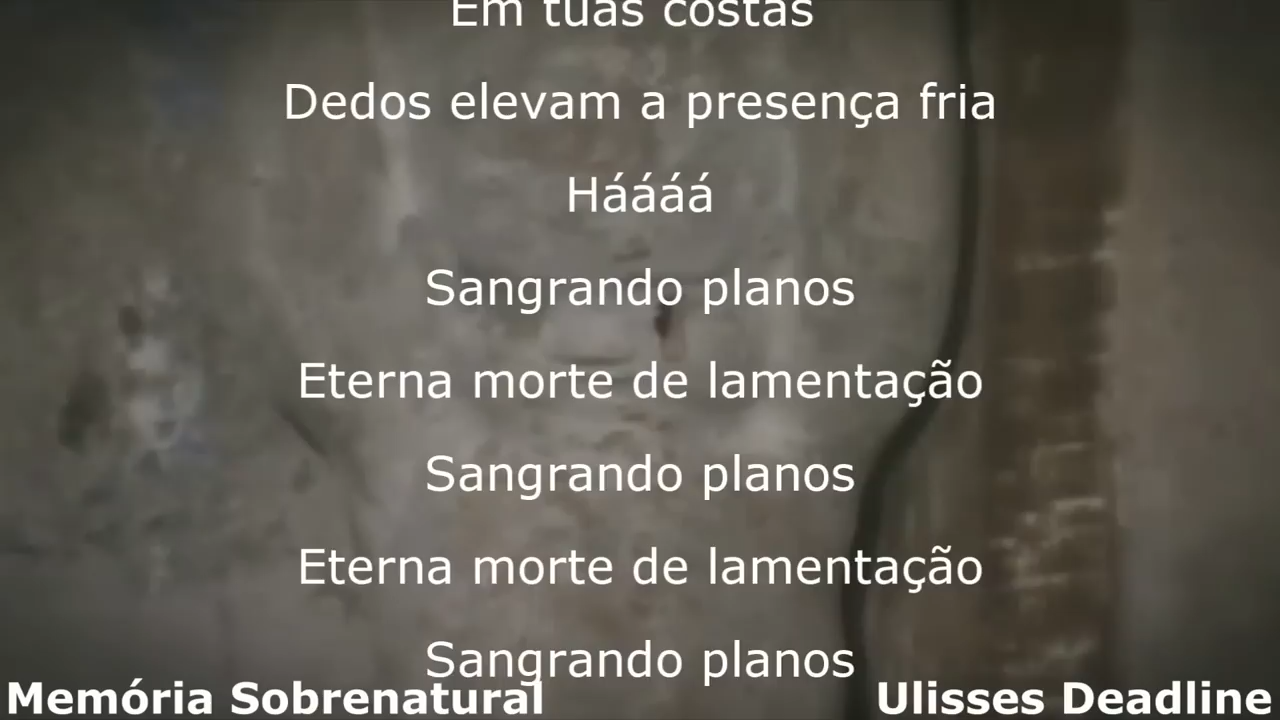 Em tuas costas
Dedos elevam a presença fria
Háááá
Sangrando planos
Eterna morte de lamentação
Sangrando planos
Eterna morte de lamentação
Sangrando planos
Memória Sobrenatural
Ulisses Deadline